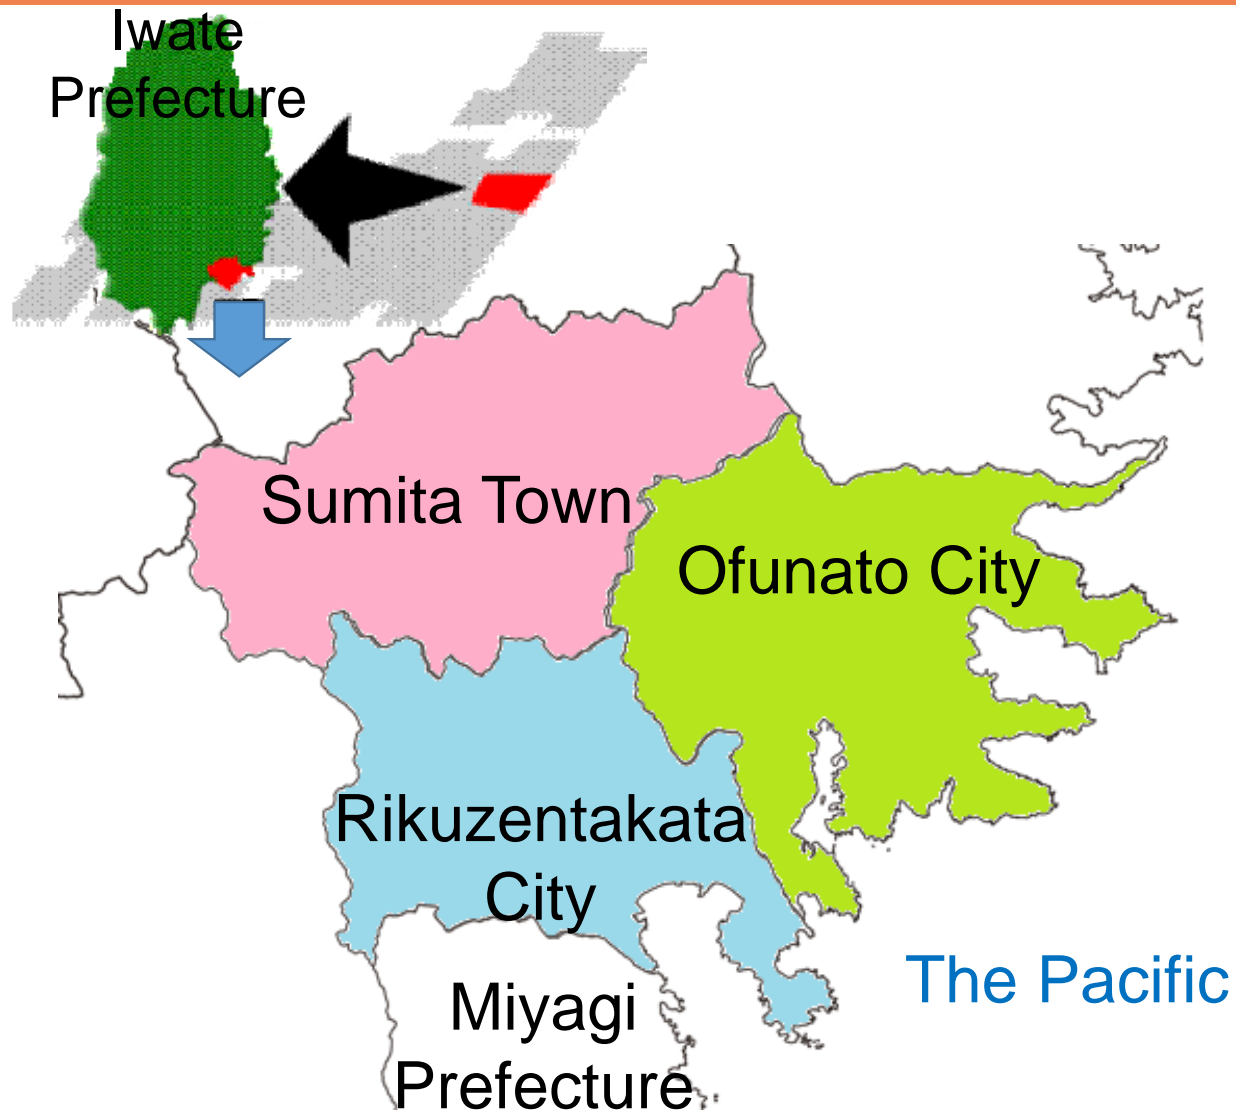 Iwate
Prefecture
Sumita Town
Ofunato City
Rikuzentakata
City
The Pacific
Miyagi
Prefecture